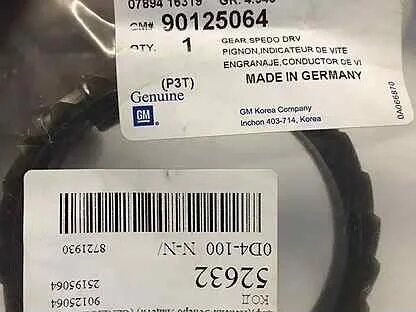 07894 16319 GR. 4.345
GM# 90125064
QTY. 1
GEAR,SPEDO DRV
PIGNON,INDICATEUR DE VITE
ENGRANAJE,CONDUCTOR DE VI
MADE IN GERMANY
(P3T)
Genuine
GM
GM Korea Company
Inchon 403-714, Korea
0A066870
8721930
0D4-100 N-N/
52632
КОД
25195064
90125064